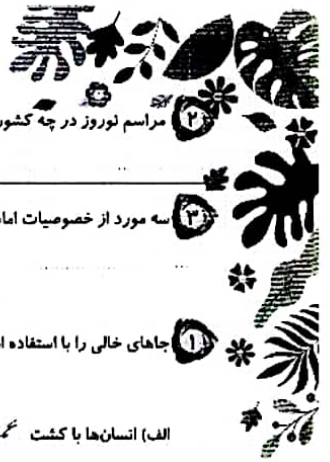 ۲ مراسم نوروز در چه کشور
۳ سه مورد از خصوصیات اما
۱ جاهای خالی را با استفاده ا
الف) انسان‌ها با کشت